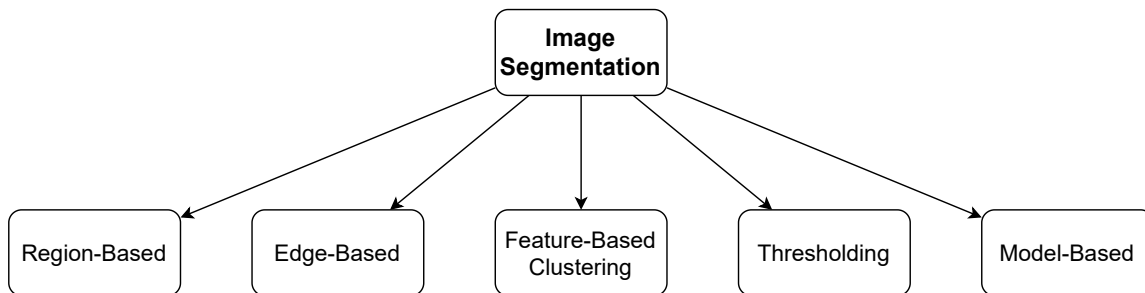 Image
Segmentation
Region-Based
Edge-Based
Feature-Based
Clustering
Thresholding
Model-Based